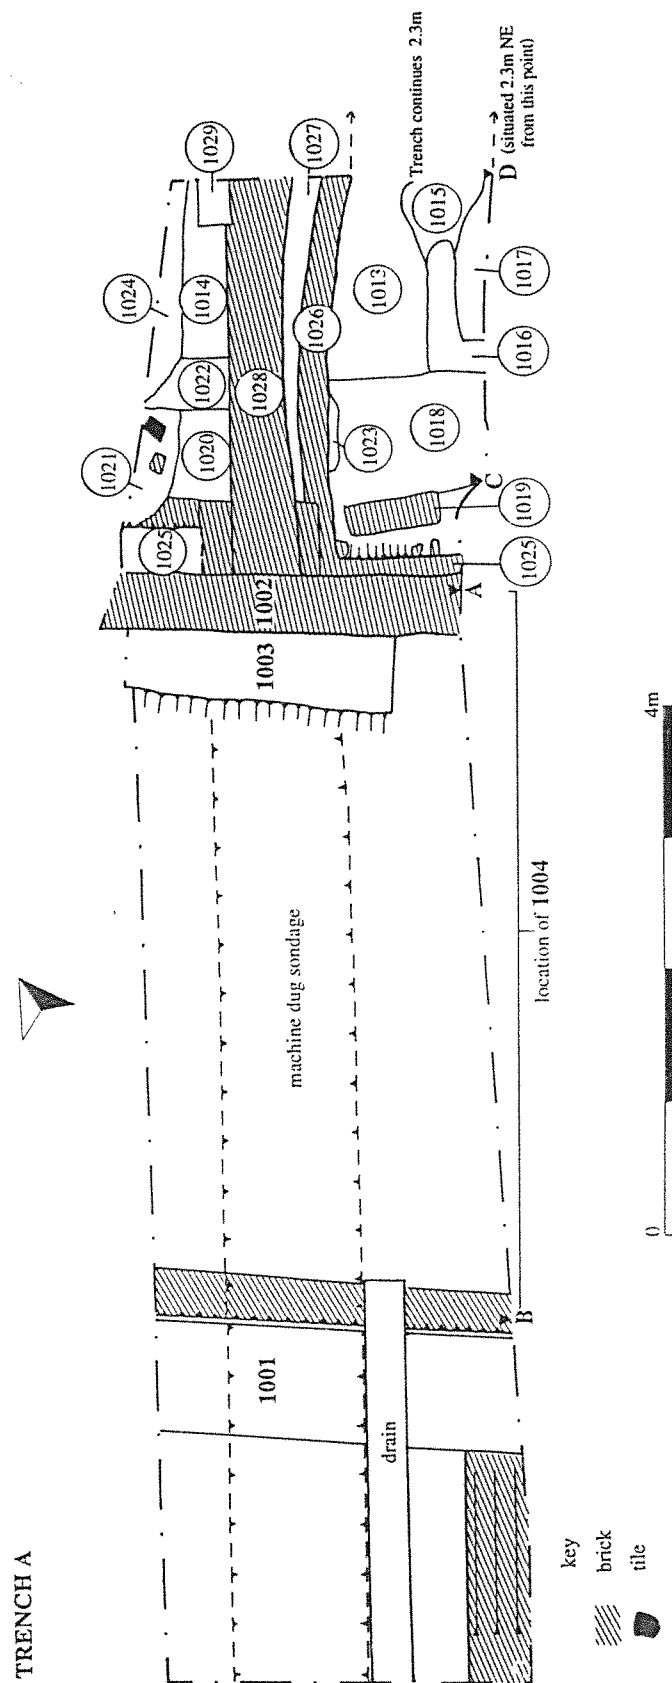 TRENCH A
Trench continues 2.3m
D (situated 2.3m NE
from this point)
1029
1027
1024
1014
1015
1013
1017
1026
1022
1028
1016
1021
1020
1023
1018
C
1019
1025
1025
A
1002
1003
machine dug sondage
location of 1004
B
1001
drain
0
4m
key
brick
tile